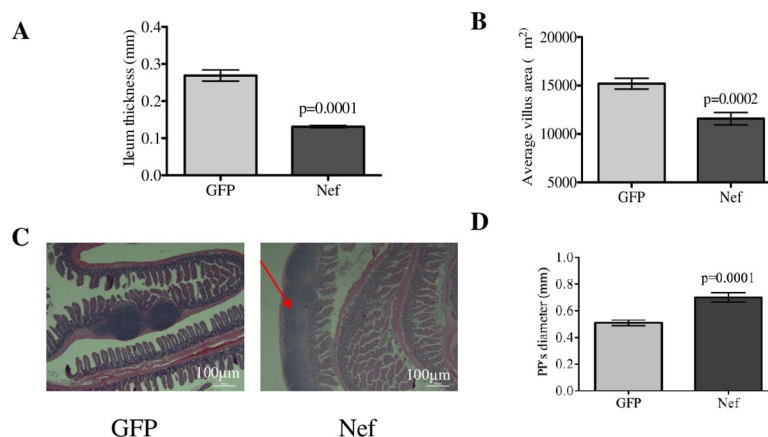 A
Ileum thickness (mm)
0.4
0.3
0.2
0.1
0.0
p=0.0001
GFP
Nef
B
Average villus area ( m²)
20000
15000
10000
5000
p=0.0002
GFP
Nef
C
100μm
100μm
GFP
Nef
D
PP's diameter (mm)
1.0
0.8
0.6
0.4
0.2
0.0
p=0.0001
GFP
Nef